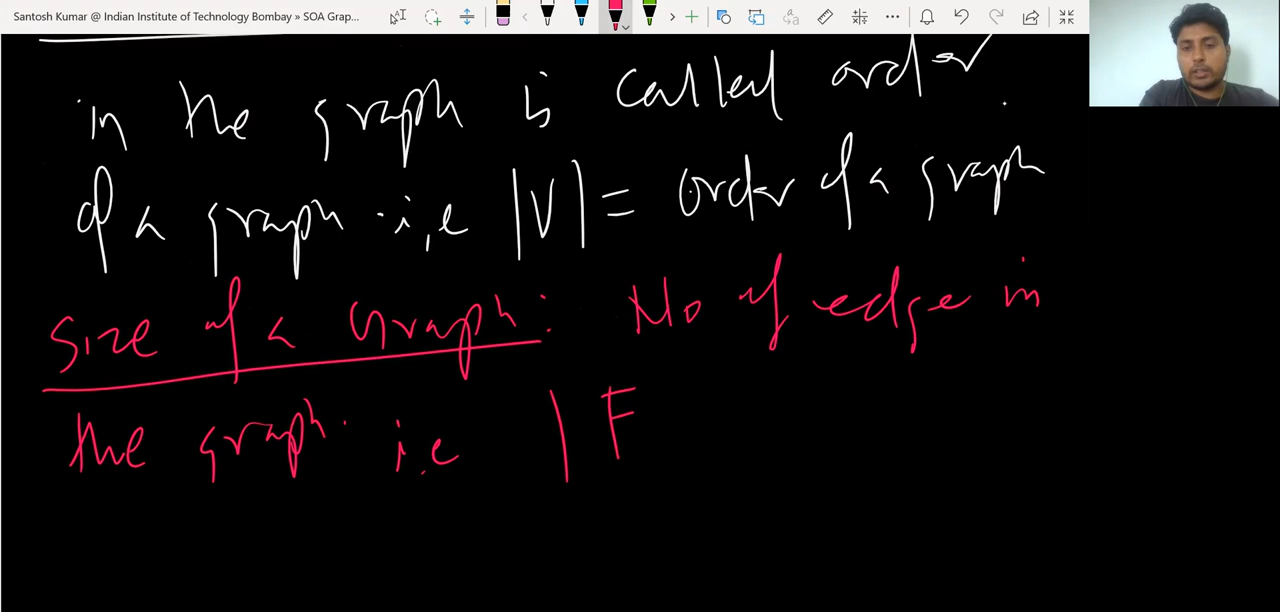 Santosh Kumar @ Indian Institute of Technology Bombay » SOA Grap...
in the graph is called order
of a graph i,e |V| = order of a graph
Size of a Graph: No of edge in
the graph. i.e | F